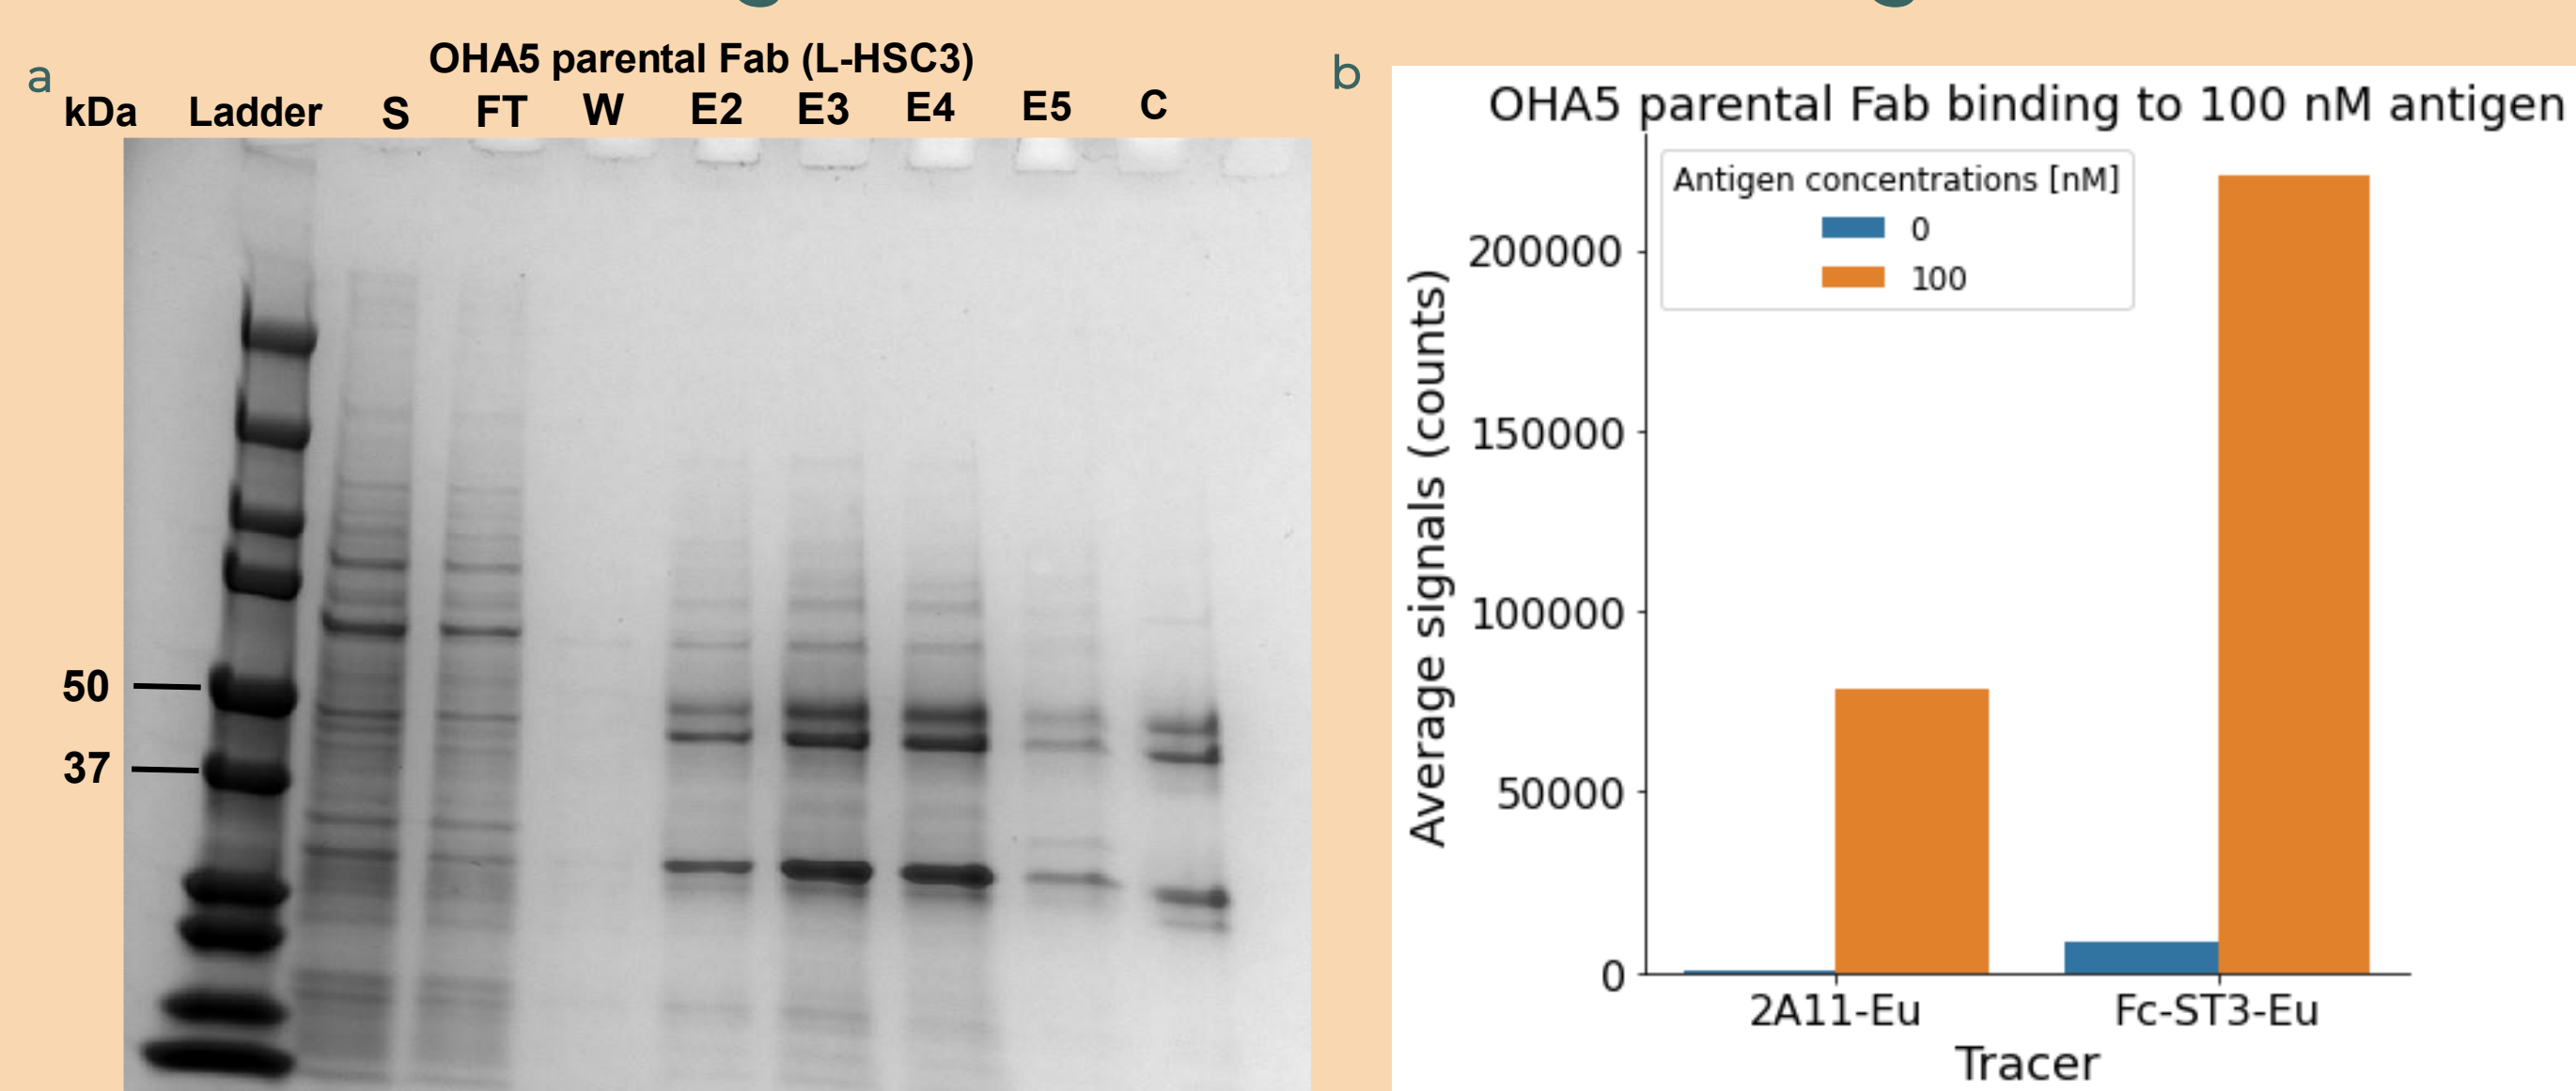 a
OHA5 parental Fab (L-HSC3)
kDa Ladder S FT W E2 E3 E4 E5 C
50
37
b
OHA5 parental Fab binding to 100 nM antigen
Antigen concentrations [nM]
0
100
Average signals (counts)
200000
150000
100000
50000
0
2A11-Eu Fc-ST3-Eu
Tracer